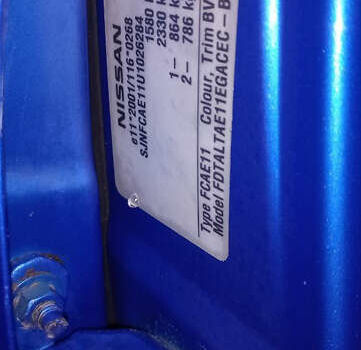 NISSAN
e11*2001/116*0268
SJNFCAE11U1026284
1580
2330 k
1– 864 k
2– 786 kg
Type FCAE11 Colour, Trim BV
Model FDTALTAE11EGACEC–B